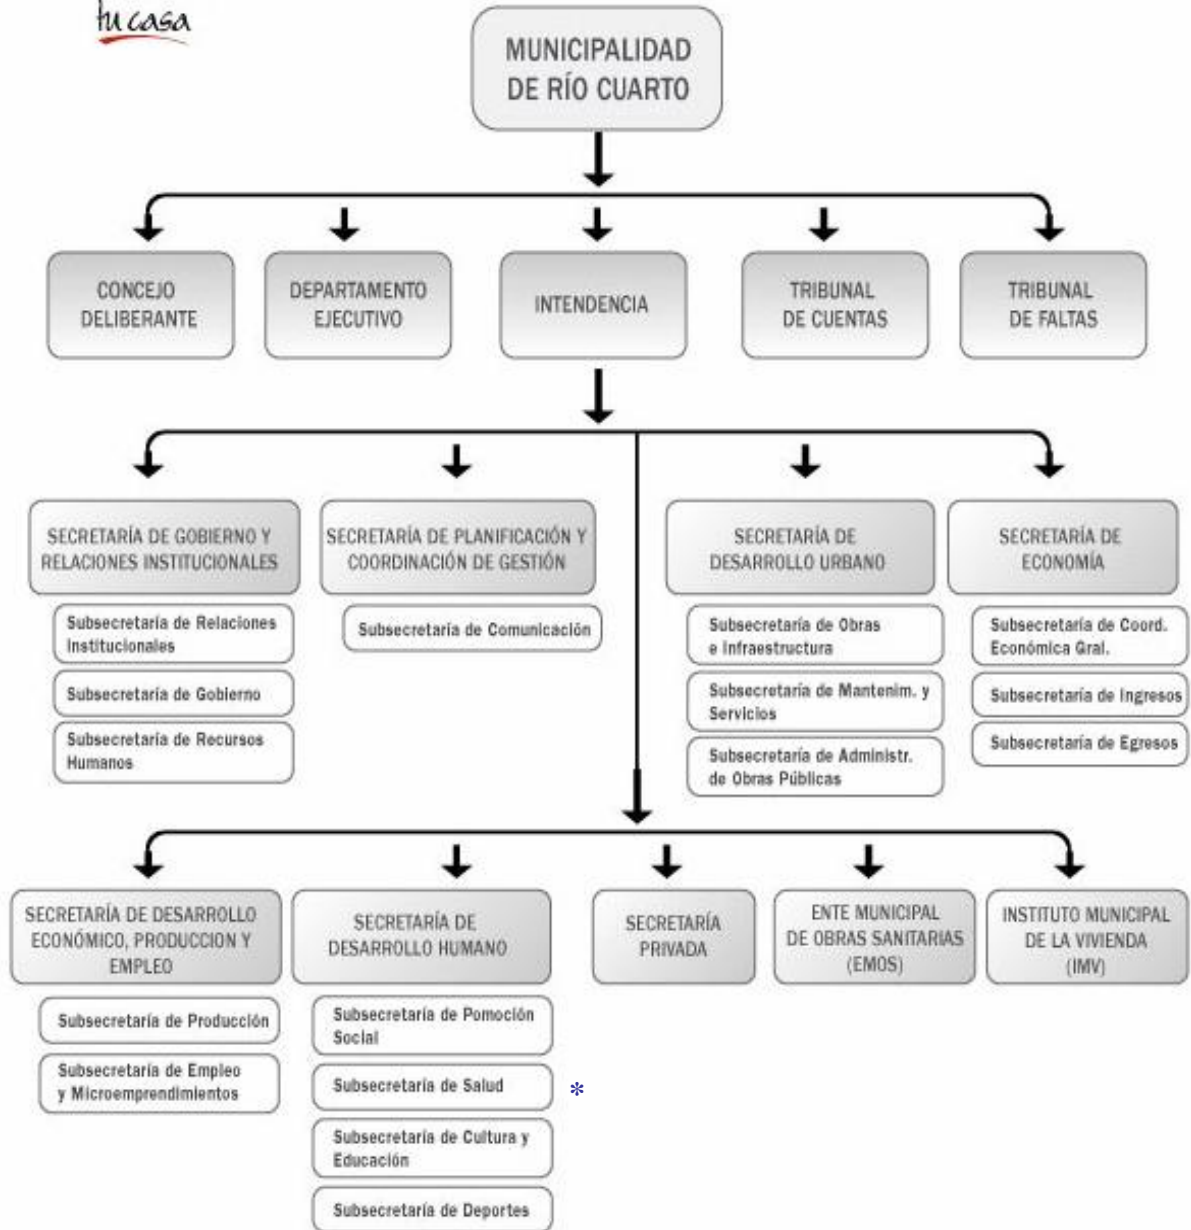 tu casa
MUNICIPALIDAD
DE RÍO CUARTO
CONCEJO
DELIBERANTE
DEPARTAMENTO
EJECUTIVO
INTENDENCIA
TRIBUNAL
DE CUENTAS
TRIBUNAL
DE FALTAS
SECRETARÍA DE GOBIERNO Y
RELACIONES INSTITUCIONALES
Subsecretaría de Relaciones
Institucionales
Subsecretaría de Gobierno
Subsecretaría de Recursos
Humanos
SECRETARÍA DE PLANIFICACIÓN Y
COORDINACIÓN DE GESTIÓN
Subsecretaría de Comunicación
SECRETARÍA DE
DESARROLLO URBANO
Subsecretaría de Obras
e Infraestructura
Subsecretaría de Mantenim. y
Servicios
Subsecretaría de Administr.
de Obras Públicas
SECRETARÍA DE
ECONOMÍA
Subsecretaría de Coord.
Económica Gral.
Subsecretaría de Ingresos
Subsecretaría de Egresos
SECRETARÍA DE DESARROLLO
ECONÓMICO, PRODUCCION Y
EMPLEO
Subsecretaría de Producción
Subsecretaría de Empleo
y Microemprendimientos
SECRETARÍA DE
DESARROLLO HUMANO
Subsecretaría de Pomoción
Social
Subsecretaría de Salud *
Subsecretaría de Cultura y
Educación
Subsecretaría de Deportes
SECRETARÍA
PRIVADA
ENTE MUNICIPAL
DE OBRAS SANITARIAS
(EMOS)
INSTITUTO MUNICIPAL
DE LA VIVIENDA
(IMV)